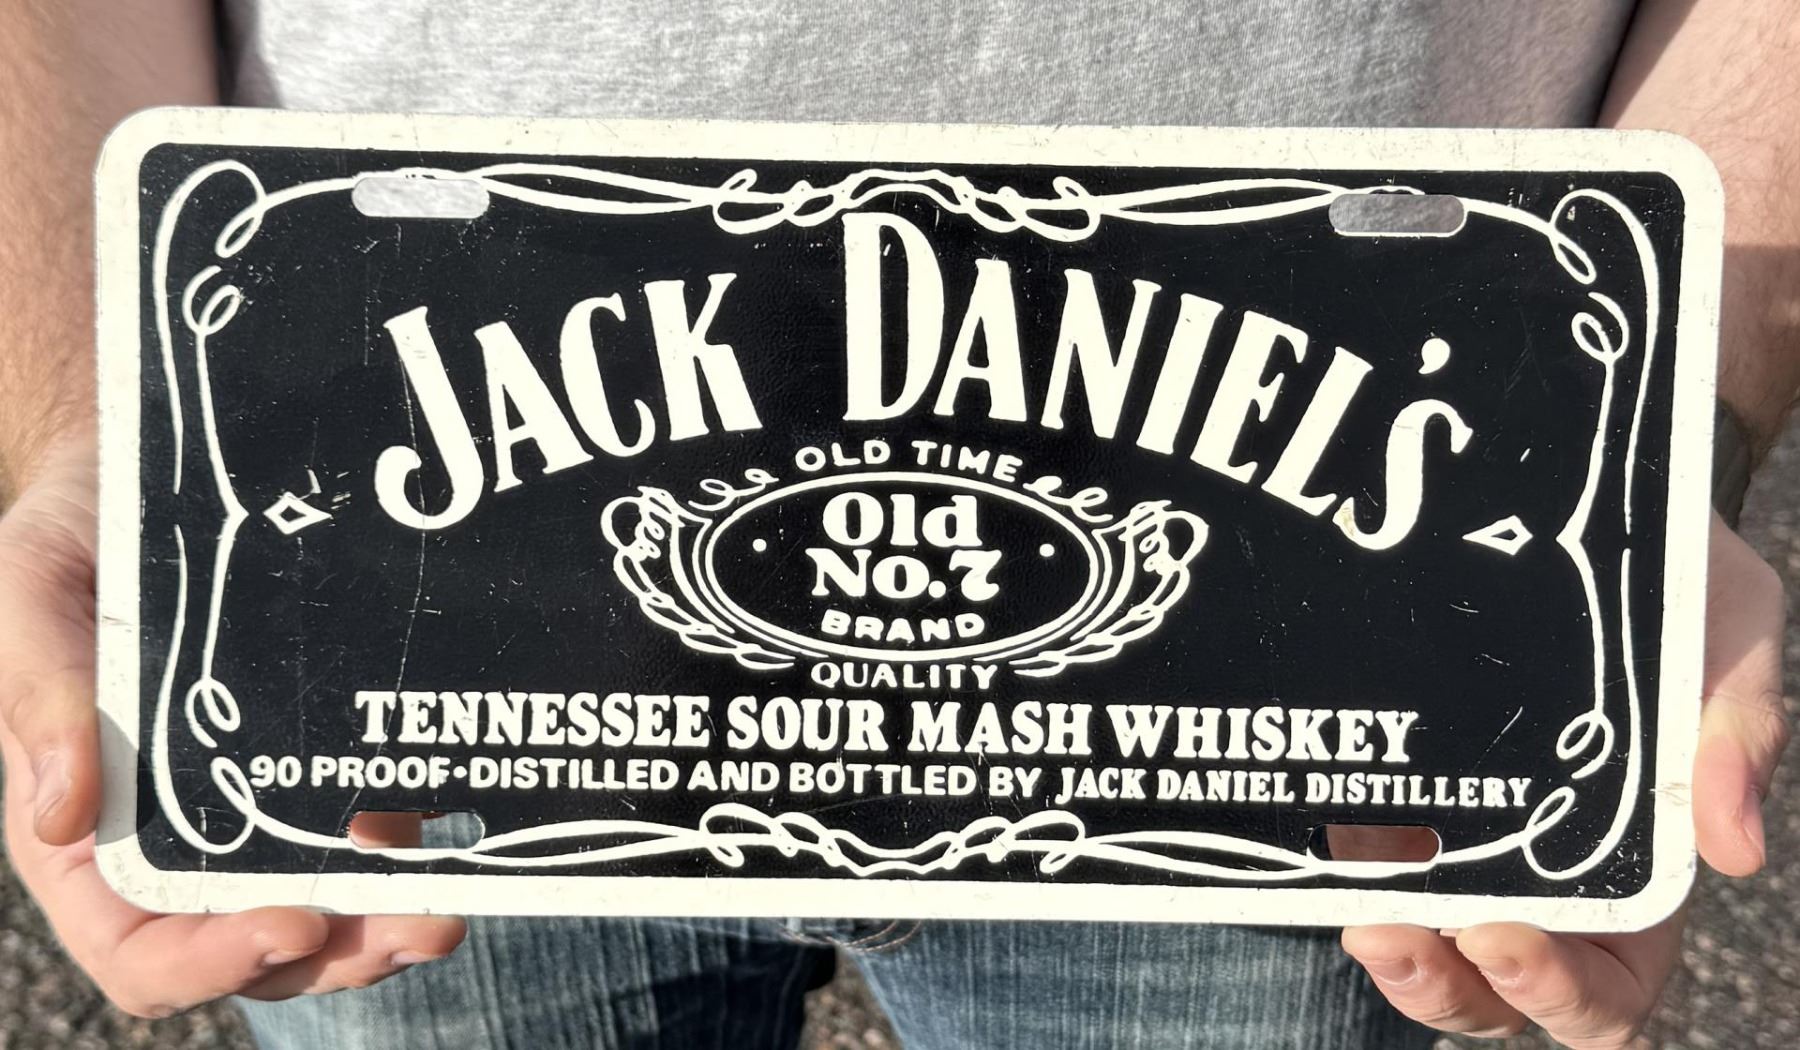 JACK DANIEL'S
OLD TIME
Old
No. 7
BRAND
QUALITY
TENNESSEE SOUR MASH WHISKEY
90 PROOF • DISTILLED AND BOTTLED BY JACK DANIEL DISTILLERY